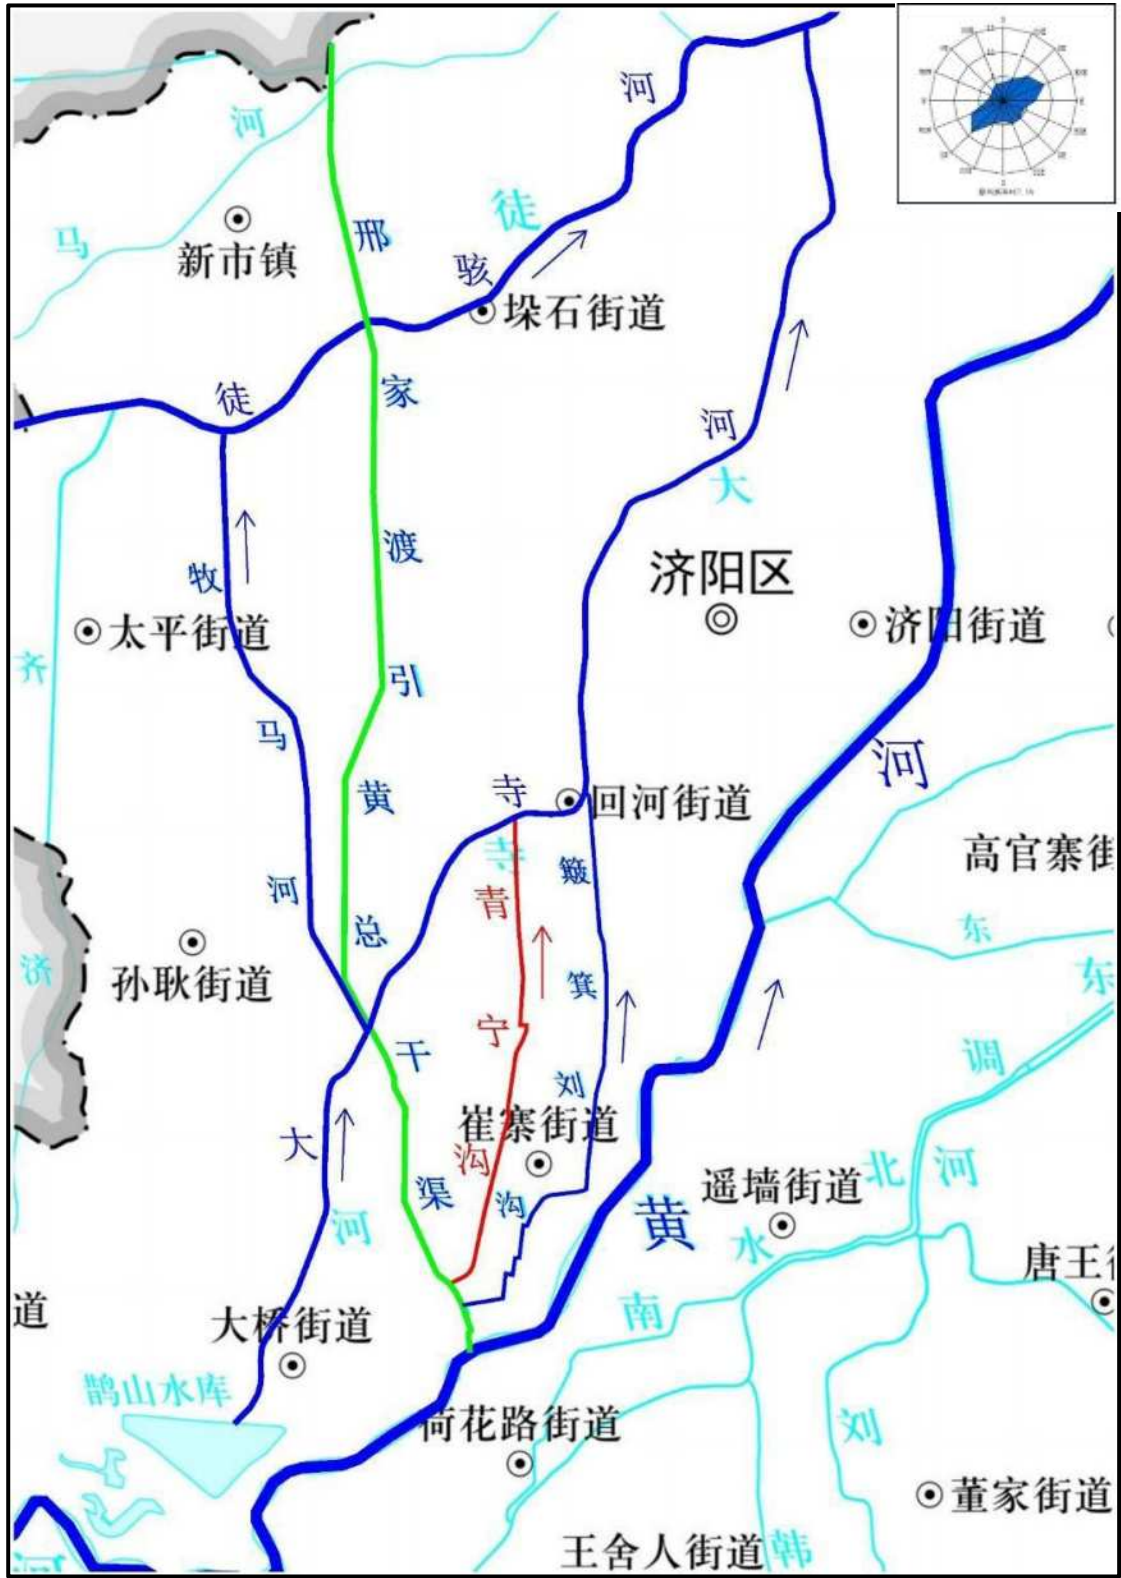 河
马
新市镇
邢
徒
河
骇
垛石街道
徒
家
河
大
济阳区
牧
渡
太平街道
济阳街道
齐
引
马
河
黄
寺
回河街道
寺
簸
高官寨街
河
青
总
东
孙耿街道
济
箕
东
宁
干
调
刘
大
崔寨街道
沟
河
渠
沟
遥墙街道
北
河
黄
水
唐王街
南
道
大桥街道
鹊山水库
荷花路街道
刘
董家街道
王舍人街道
韩
河